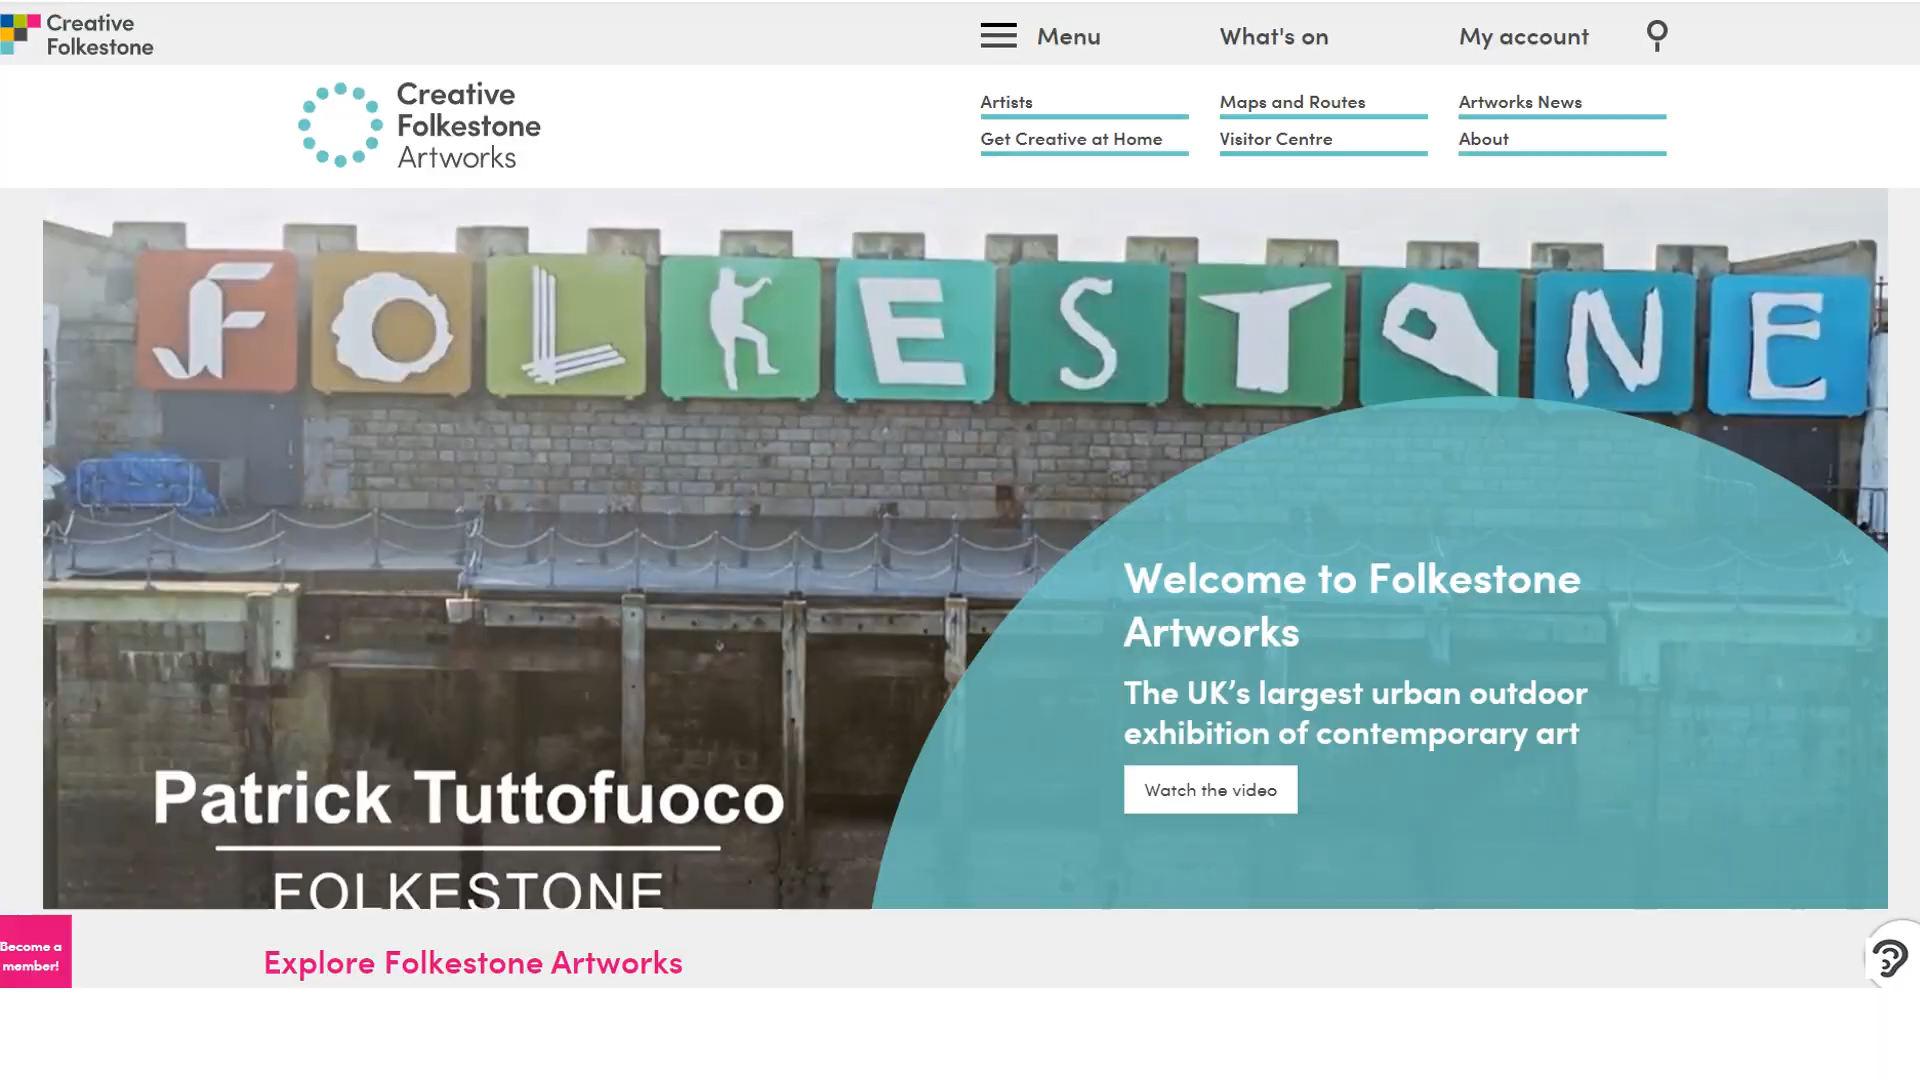 Creative
Folkestone
Menu
What's on
My account
Creative
Folkestone
Artworks
Artists
Maps and Routes
Artworks News
Get Creative at Home
Visitor Centre
About
FOLKESTONE
Welcome to Folkestone
Artworks
The UK’s largest urban outdoor
exhibition of contemporary art
Watch the video
Patrick Tuttofuoco
FOLKESTONE
Become a
member!
Explore Folkestone Artworks